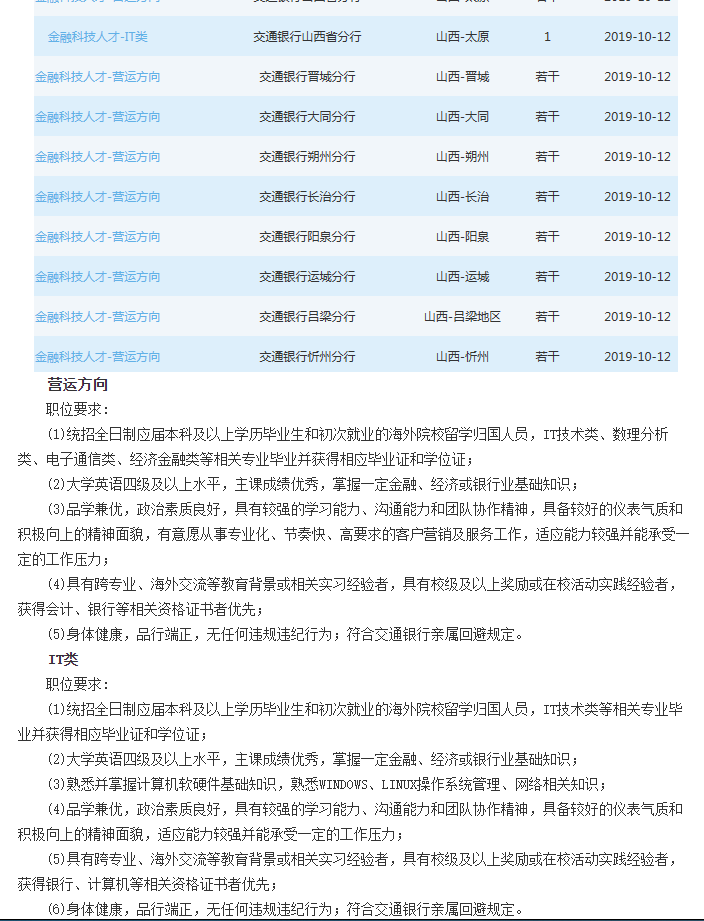 金融科技人才-IT类 交通银行山西省分行 山西-太原 1 2019-10-12
金融科技人才-营运方向 交通银行晋城分行 山西-晋城 若干 2019-10-12
金融科技人才-营运方向 交通银行大同分行 山西-大同 若干 2019-10-12
金融科技人才-营运方向 交通银行朔州分行 山西-朔州 若干 2019-10-12
金融科技人才-营运方向 交通银行长治分行 山西-长治 若干 2019-10-12
金融科技人才-营运方向 交通银行阳泉分行 山西-阳泉 若干 2019-10-12
金融科技人才-营运方向 交通银行运城分行 山西-运城 若干 2019-10-12
金融科技人才-营运方向 交通银行吕梁分行 山西-吕梁地区 若干 2019-10-12
金融科技人才-营运方向 交通银行忻州分行 山西-忻州 若干 2019-10-12
营运方向
职位要求:
(1)统招全日制应届本科及以上学历毕业生和初次就业的海外院校留学归国人员，IT技术类、数理分析
类、电子通信类、经济金融类等相关专业毕业并获得相应毕业证和学位证;
(2)大学英语四级及以上水平，主课成绩优秀，掌握一定金融、经济或银行业基础知识;
(3)品学兼优，政治素质良好，具有较强的学习能力、沟通能力和团队协作精神，具备较好的仪表气质和
积极向上的精神面貌，有意愿从事专业化、节奏快、高要求的客户营销及服务工作，适应能力较强并能承受一
定的工作压力;
(4)具有跨专业、海外交流等教育背景或相关实习经验者，具有校级及以上奖励或在校活动实践经验者，
获得会计、银行等相关资格证书者优先;
(5)身体健康，品行端正，无任何违规违纪行为;符合交通银行亲属回避规定。
IT类
职位要求:
(1)统招全日制应届本科及以上学历毕业生和初次就业的海外院校留学归国人员，IT技术类等相关专业毕
业并获得相应毕业证和学位证;
(2)大学英语四级及以上水平，主课成绩优秀，掌握一定金融、经济或银行业基础知识;
(3)熟悉并掌握计算机软硬件基础知识，熟悉WINDOWS、LINUX操作系统管理、网络相关知识;
(4)品学兼优，政治素质良好，具有较强的学习能力、沟通能力和团队协作精神，具备较好的仪表气质和
积极向上的精神面貌，适应能力较强并能承受一定的工作压力;
(5)具有跨专业、海外交流等教育背景或相关实习经验者，具有校级及以上奖励或在校活动实践经验者，
获得银行、计算机等相关资格证书者优先;
(6)身体健康，品行端正，无任何违规违纪行为;符合交通银行亲属回避规定。